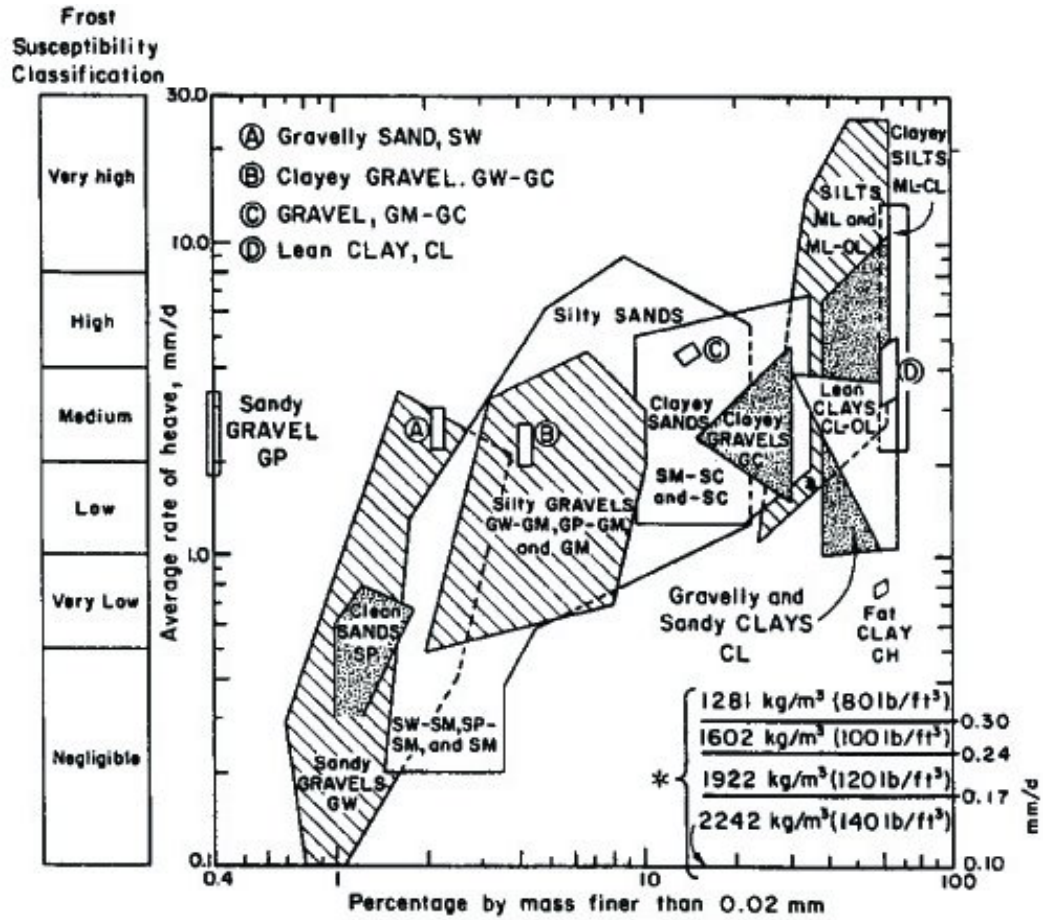 Frost
Susceptibility
Classification
Very high
High
Medium
Low
Very Low
Negligible
Average rate of heave, mm/d
30.0
10.0
1.0
0.1
Ⓐ Gravelly SAND, SW
Ⓑ Clayey GRAVEL. GW-GC
Ⓒ GRAVEL, GM-GC
Ⓓ Lean CLAY, CL
Clayey
SILTS
ML-CL
SILTS
ML and
ML-OL
Silty SANDS
Ⓒ
Ⓓ
Sandy
GRAVEL
GP
Ⓐ
Ⓑ
Clayey
SANDS
SM-SC
and-SC
Clayey
GRAVELS
GC
Lean
CLAYS
CL-OL
Silty GRAVELS
GW-GM, GP-GM,
and GM
Clean
SANDS
SP
Gravelly and
Sandy CLAYS
CL
Fat
CLAY
CH
SW-SM, SP-
SM, and SM
Sandy
GRAVELS
GW
*
1281 kg/m³ (80 lb/ft³)
0.30
1602 kg/m³ (100 lb/ft³)
0.24
1922 kg/m³ (120 lb/ft³)
0.17
2242 kg/m³ (140 lb/ft³)
0.10
mm/d
0.4
1
10
100
Percentage by mass finer than 0.02 mm